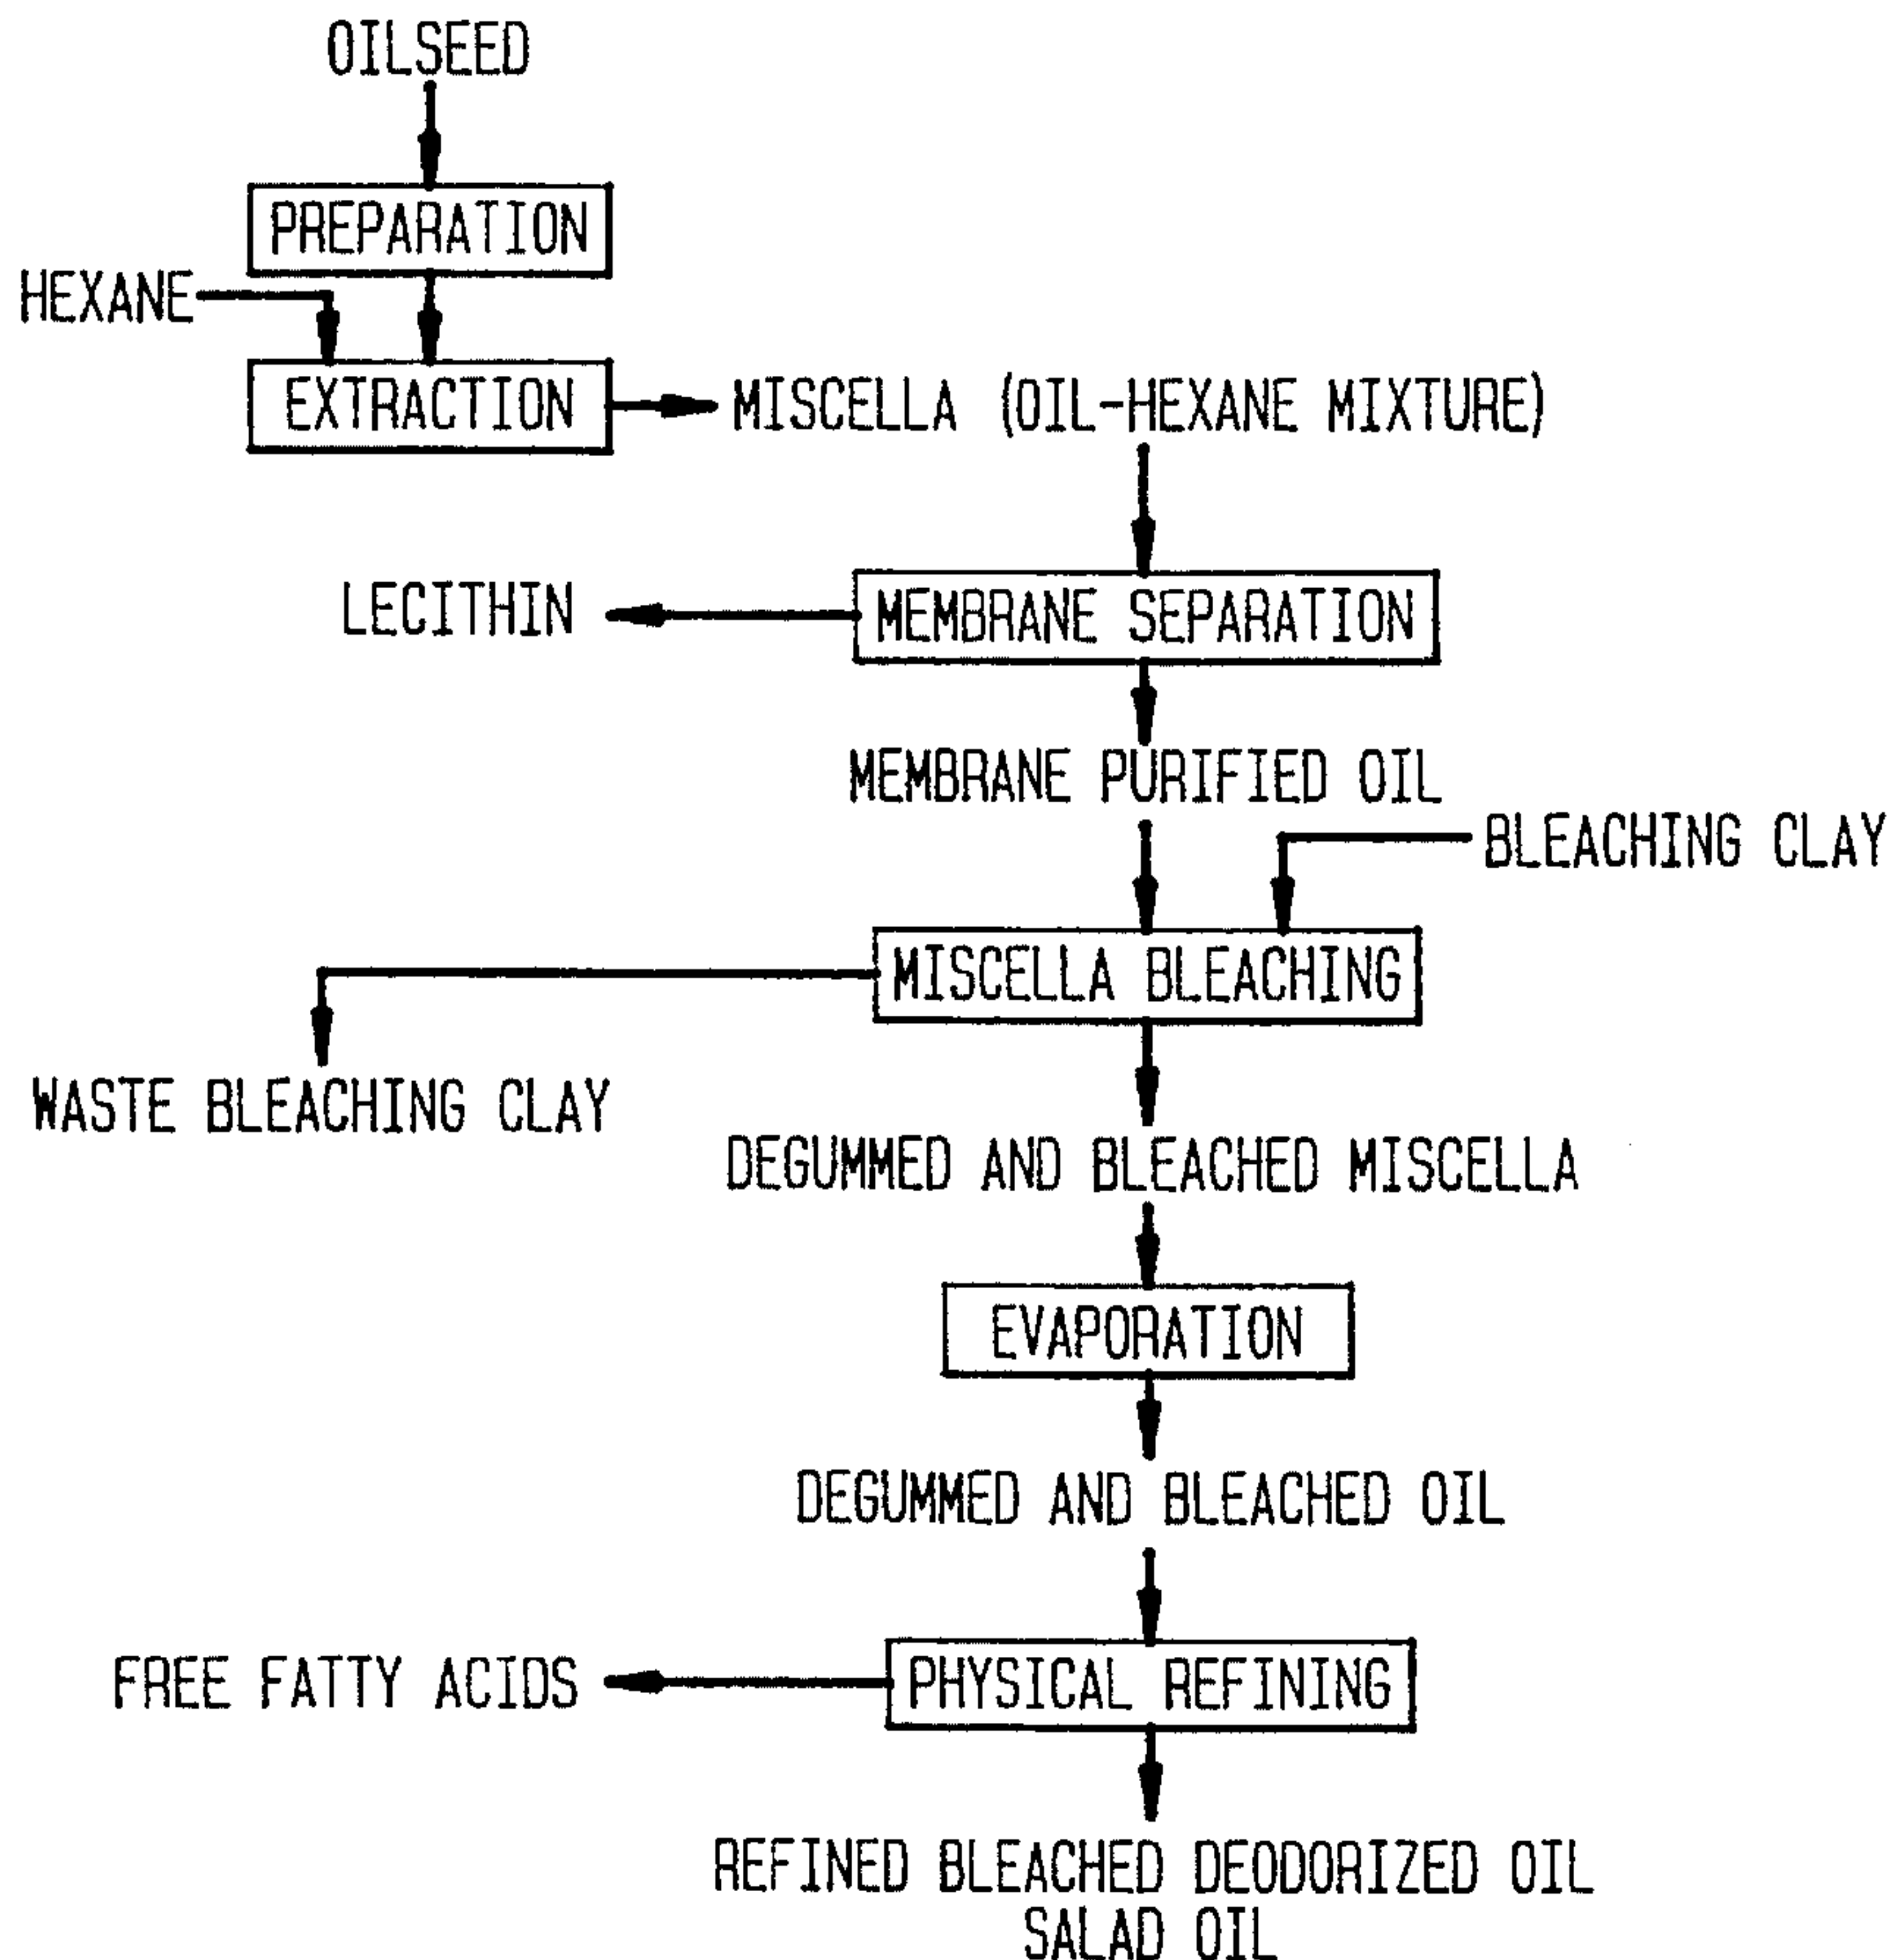 OILSEED
PREPARATION
HEXANE
EXTRACTION
MISCELLA (OIL-HEXANE MIXTURE)
LECITHIN
MEMBRANE SEPARATION
MEMBRANE PURIFIED OIL
BLEACHING CLAY
MISCELLA BLEACHING
WASTE BLEACHING CLAY
DEGUMMED AND BLEACHED MISCELLA
EVAPORATION
DEGUMMED AND BLEACHED OIL
FREE FATTY ACIDS
PHYSICAL REFINING
REFINED BLEACHED DEODORIZED OIL
SALAD OIL